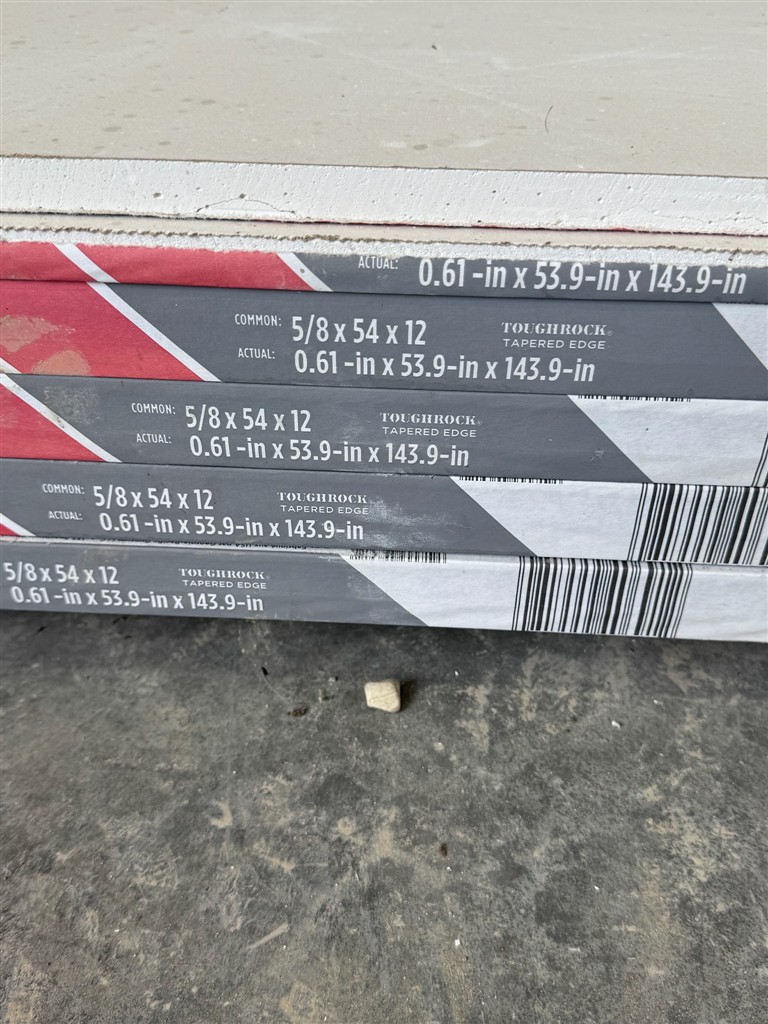 ACTUAL: 0.61 -in x 53.9-in x 143.9-in
COMMON: 5/8 x 54 x 12 TOUGHROCK®
TAPERED EDGE
ACTUAL: 0.61 -in x 53.9-in x 143.9-in
COMMON: 5/8 x 54 x 12 TOUGHROCK®
TAPERED EDGE
ACTUAL: 0.61 -in x 53.9-in x 143.9-in
COMMON: 5/8 x 54 x 12 TOUGHROCK
TAPERED EDGE
ACTUAL: 0.61 -in x 53.9-in x 143.9-in
5/8 x 54 x 12 TOUGHROCK®
TAPERED EDGE
0.61 -in x 53.9-in x 143.9-in